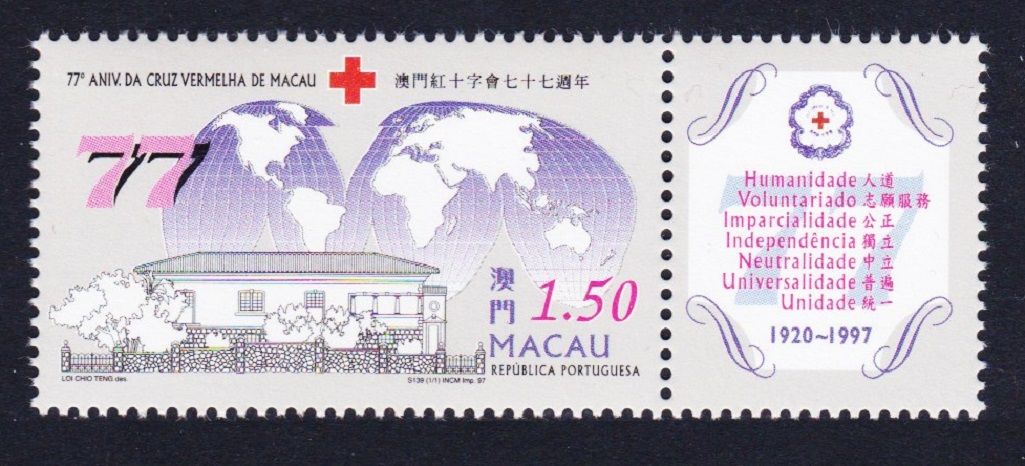 77º ANIV. DA CRUZ VERMELHA DE MACAU
澳門紅十字會七十七週年
77
澳門
1.50
MACAU
REPÚBLICA PORTUGUESA
LOI CHIO TENG des.
S139 (1/1) INCM Imp. 97
77
Humanidade 人道
Voluntariado 志願服務
Imparcialidade 公正
Independência 獨立
Neutralidade 中立
Universalidade 普遍
Unidade 統一
1920~1997